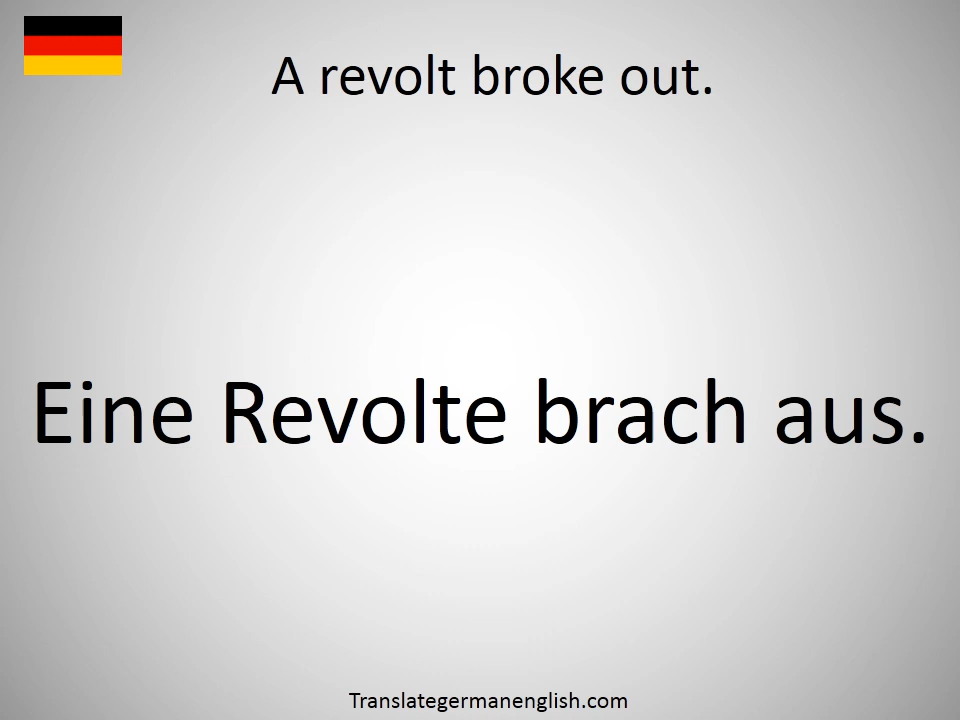 A revolt broke out.
Eine Revolte brach aus.
Translategermanenglish.com